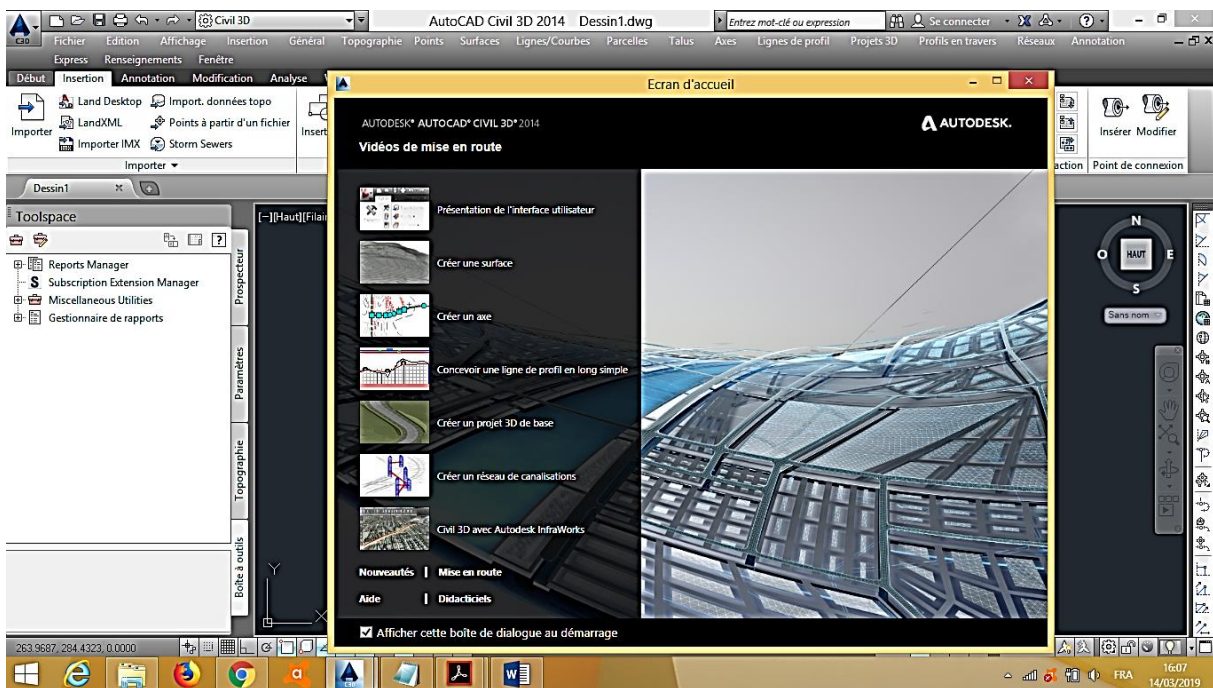 Civil 3D
AutoCAD Civil 3D 2014 Dessin1.dwg
Entrez mot-clé ou expression
Se connecter
Fichier Edition Affichage Insertion Général Topographie Points Surfaces Lignes/Courbes Parcelles Talus Axes Lignes de profil Projets 3D Profils en travers Réseaux Annotation
Express Renseignements Fenêtre
Début Insertion Annotation Modification Analyse
Importer
Land Desktop Import. données topo
LandXML Points à partir d'un fichier
Importer IMX Storm Sewers
Importer
Insérer Modifier
Point de connexion
Dessin1
Toolspace
Reports Manager
Subscription Extension Manager
Miscellaneous Utilities
Gestionnaire de rapports
Prospecteur
Paramètres
Topographie
Boîte à outils
[−][Haut]
Y
X
Ecran d'accueil
AUTODESK® AUTOCAD® CIVIL 3D® 2014
AUTODESK.
Vidéos de mise en route
Présentation de l'interface utilisateur
Créer une surface
Créer un axe
Concevoir une ligne de profil en long simple
Créer un projet 3D de base
Créer un réseau de canalisations
Civil 3D avec Autodesk InfraWorks
Nouveautés | Mise en route
Aide | Didacticiels
Afficher cette boîte de dialogue au démarrage
N
O HAUT E
S
Sans nom
263.9687, 284.4323, 0.0000
FRA
16:07
14/03/2019